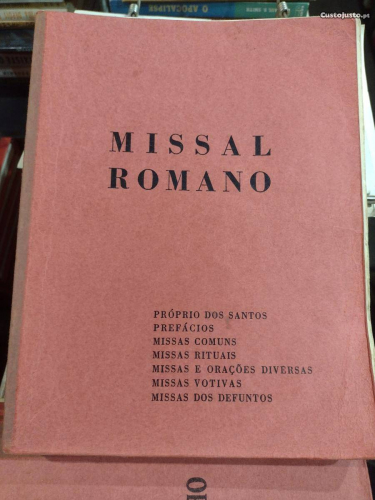 CustoJusto.pt
O APOCALIPSE
MISSAL
ROMANO
PRÓPRIO DOS SANTOS
PREFÁCIOS
MISSAS COMUNS
MISSAS RITUAIS
MISSAS E ORAÇÕES DIVERSAS
MISSAS VOTIVAS
MISSAS DOS DEFUNTOS